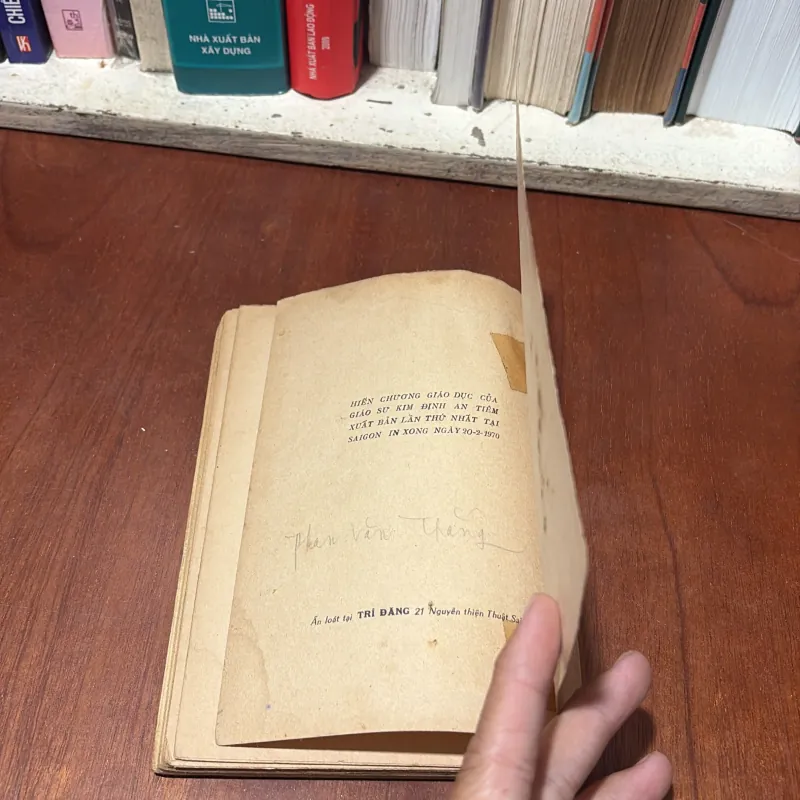 CHIẾ
NHÀ XUẤT BẢN
XÂY DỰNG
NHÀ XUẤT BẢN LAO ĐỘNG
HIẾN CHƯƠNG GIÁO DỤC CỦA
GIÁO SƯ KIM ĐỊNH AN TIÊM
XUẤT BẢN LẦN THỨ NHẤT TẠI
SAIGON IN XONG NGÀY 20-2-1970
Phan Văn Thắng
Ấn loát tại TRÍ ĐĂNG 21 Nguyễn thiện Thuật Sa